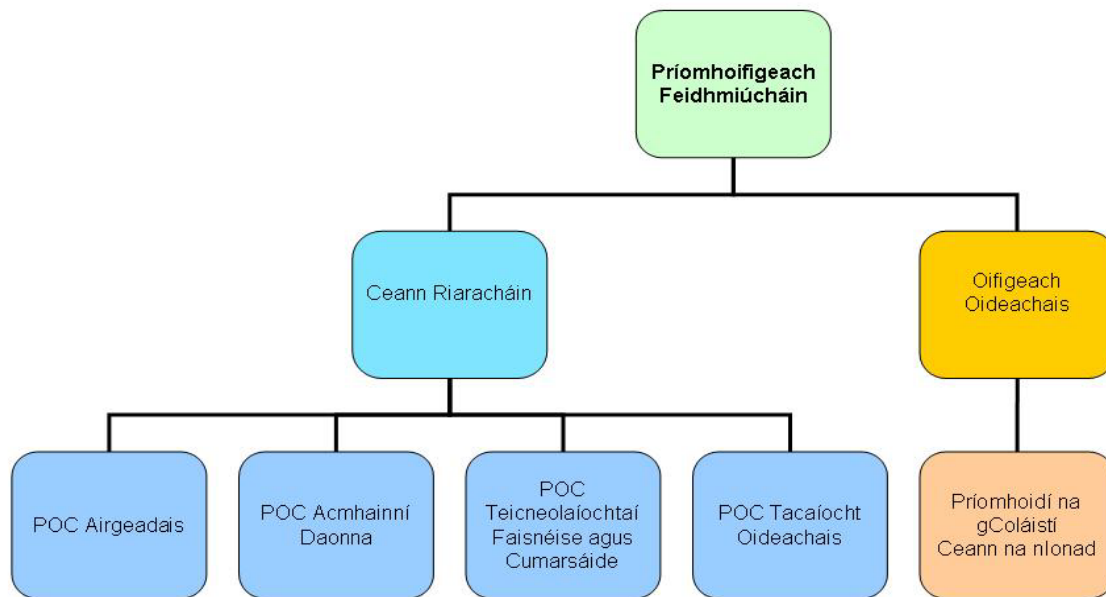 Príomhoifigeach
Feidhmiúcháin
Ceann Riaracháin
Oifigeach
Oideachais
POC Airgeadais
POC Acmhainní
Daonna
POC
Teicneolaíochtaí
Faisnéise agus
Cumarsáide
POC Tacaíocht
Oideachais
Príomhoidí na
gColáistí
Ceann na nIonad